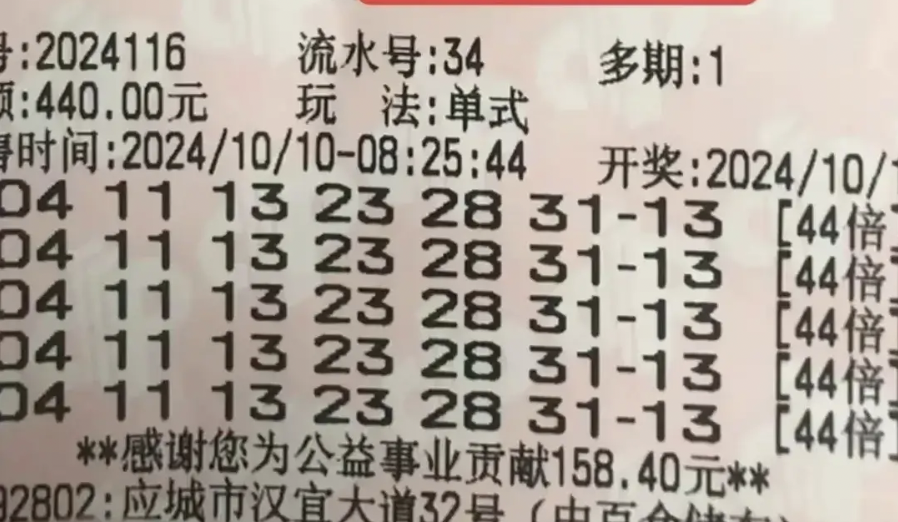 号:2024116 流水号:34 多期:1
额:440.00元 玩 法:单式
售时间:2024/10/10-08:25:44 开奖:2024/10/1
04 11 13 23 28 31-13 [44倍]
04 11 13 23 28 31-13 [44倍]
04 11 13 23 28 31-13 [44倍]
04 11 13 23 28 31-13 [44倍]
04 11 13 23 28 31-13 [44倍]
**感谢您为公益事业贡献158.40元**
92802:应城市汉宜大道32号(中百仓储右)